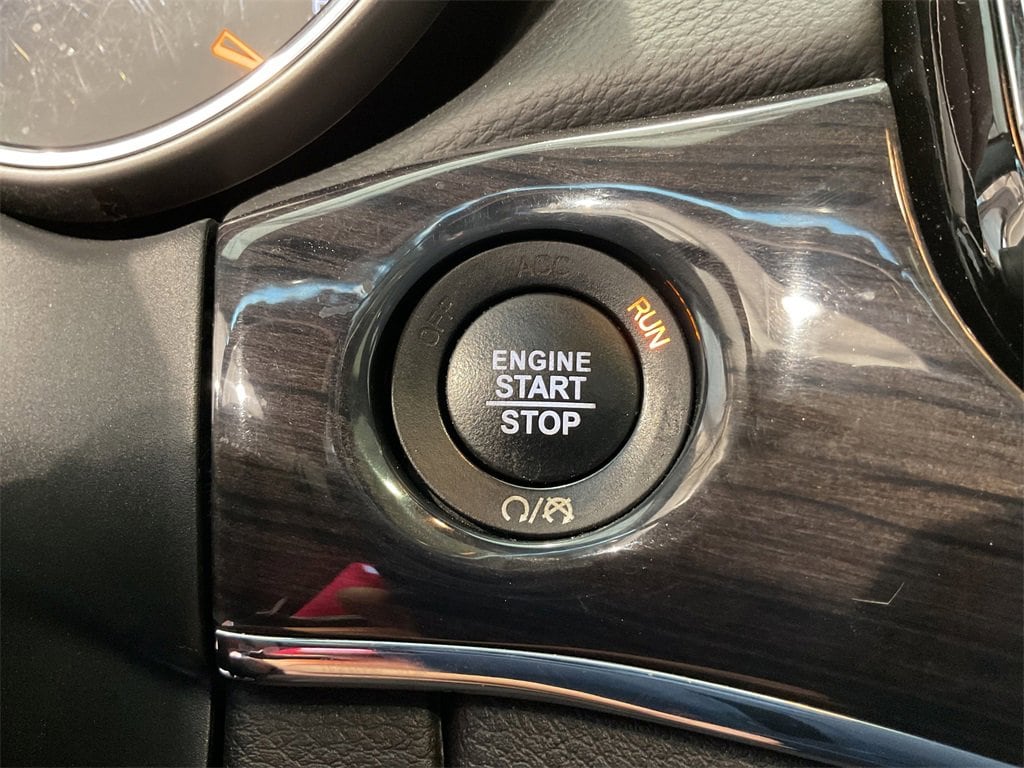 ACC
OFF
RUN
ENGINE
START
STOP